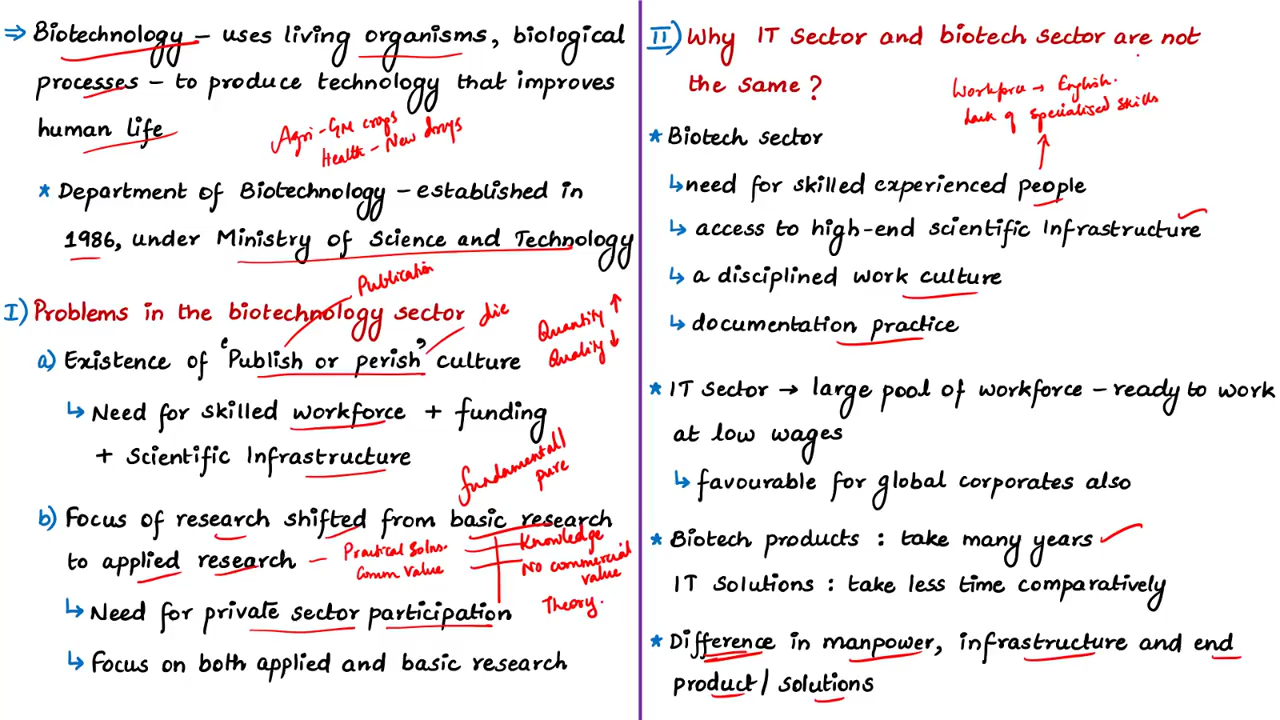 ⇒ Biotechnology - uses living organisms, biological
processes - to produce technology that improves
human life
Agri - GM crops
Health - New drugs
* Department of Biotechnology - established in
1986, under Ministry of Science and Technology
Publication
I) Problems in the biotechnology sector
die
a) Existence of 'Publish or perish' culture
Quantity ↑
Quality ↓
↳ Need for skilled workforce + funding
+ Scientific Infrastructure
fundamental/
pure
b) Focus of research shifted from basic research
to applied research - Practical Solns.
Comm Value
Knowledge
No commercial
value
Theory.
↳ Need for private sector participation
↳ Focus on both applied and basic research
II) Why IT sector and biotech sector are not
the same?
Workforce → English.
Lack of specialised skills
* Biotech sector
↳ need for skilled experienced people
↳ access to high-end scientific Infrastructure
↳ a disciplined work culture
↳ documentation practice
* IT Sector → large pool of workforce - ready to work
at low wages
↳ favourable for global corporates also
* Biotech products : take many years
IT Solutions : take less time comparatively
* Difference in manpower, infrastructure and end
product / solutions